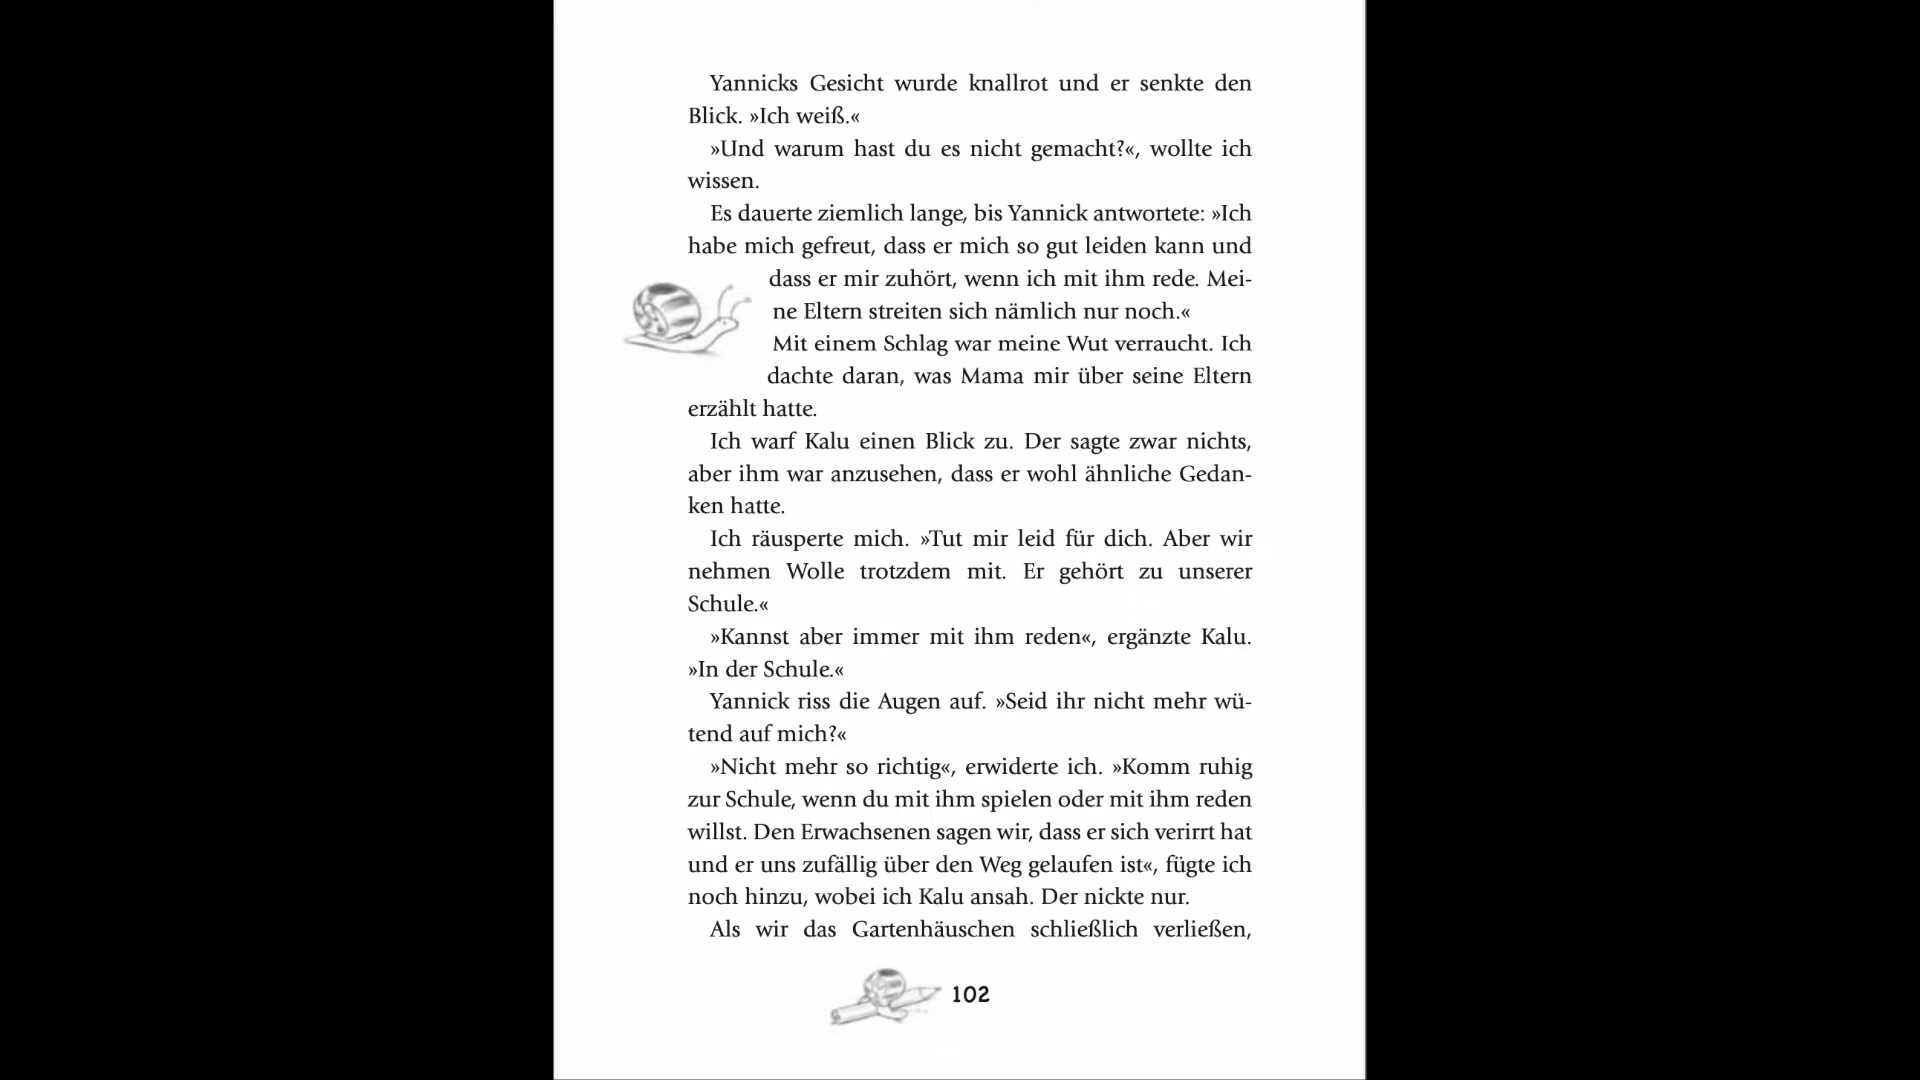 Yannicks Gesicht wurde knallrot und er senkte den
Blick. »Ich weiß.«
»Und warum hast du es nicht gemacht?«, wollte ich
wissen.
Es dauerte ziemlich lange, bis Yannick antwortete: »Ich
habe mich gefreut, dass er mich so gut leiden kann und
dass er mir zuhört, wenn ich mit ihm rede. Mei-
ne Eltern streiten sich nämlich nur noch.«
Mit einem Schlag war meine Wut verraucht. Ich
dachte daran, was Mama mir über seine Eltern
erzählt hatte.
Ich warf Kalu einen Blick zu. Der sagte zwar nichts,
aber ihm war anzusehen, dass er wohl ähnliche Gedan-
ken hatte.
Ich räusperte mich. »Tut mir leid für dich. Aber wir
nehmen Wolle trotzdem mit. Er gehört zu unserer
Schule.«
»Kannst aber immer mit ihm reden«, ergänzte Kalu.
»In der Schule.«
Yannick riss die Augen auf. »Seid ihr nicht mehr wü-
tend auf mich?«
»Nicht mehr so richtig«, erwiderte ich. »Komm ruhig
zur Schule, wenn du mit ihm spielen oder mit ihm reden
willst. Den Erwachsenen sagen wir, dass er sich verirrt hat
und er uns zufällig über den Weg gelaufen ist«, fügte ich
noch hinzu, wobei ich Kalu ansah. Der nickte nur.
Als wir das Gartenhäuschen schließlich verließen,
102